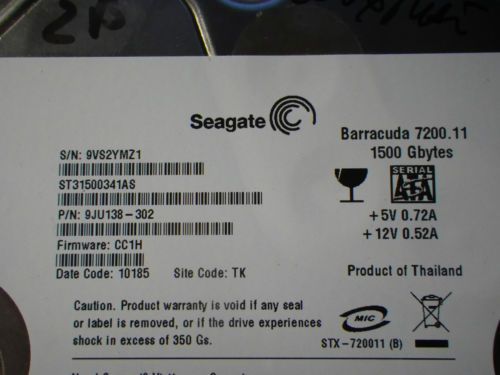 Seagate
Barracuda 7200.11
1500 Gbytes
S/N: 9VS2YMZ1
ST31500341AS
SERIAL
ATA
P/N: 9JU138-302
+5V 0.72A
+12V 0.52A
Firmware: CC1H
Date Code: 10185 Site Code: TK
Product of Thailand
Caution. Product warranty is void if any seal
or label is removed, or if the drive experiences
shock in excess of 350 Gs.
MIC
STX-720011 (B)